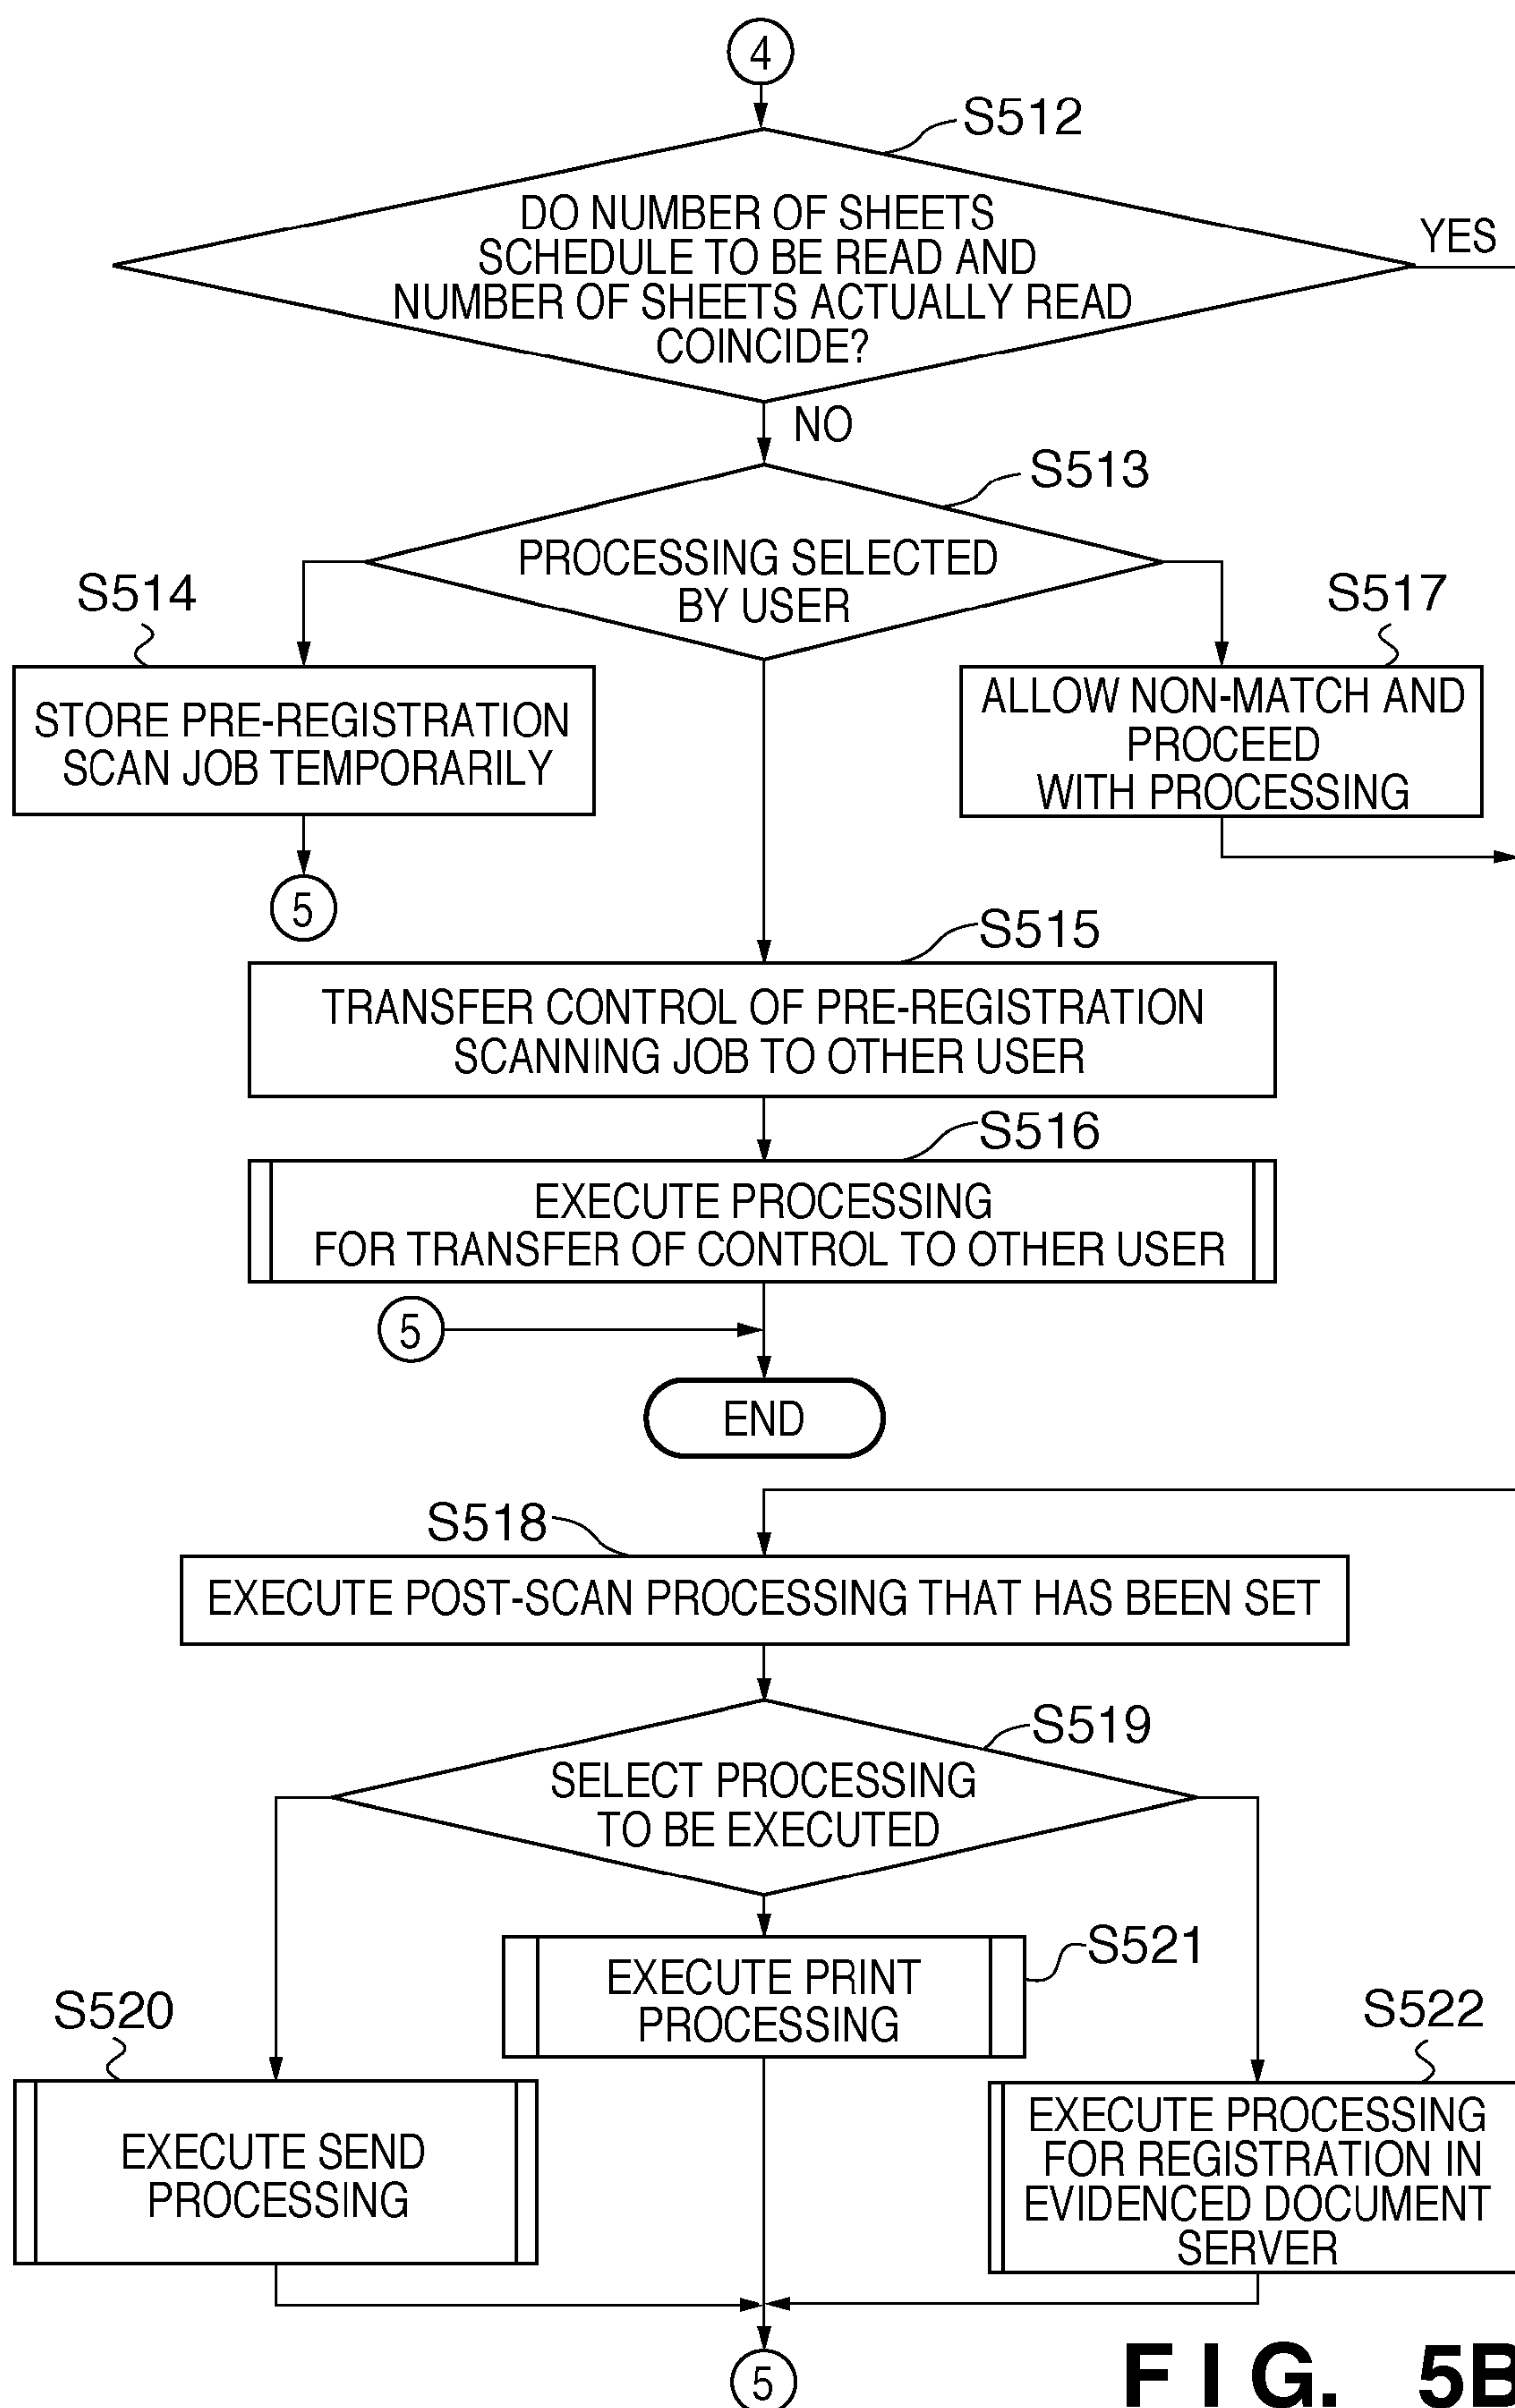 4
S512
DO NUMBER OF SHEETS
SCHEDULE TO BE READ AND
NUMBER OF SHEETS ACTUALLY READ
COINCIDE?
YES
NO
S513
PROCESSING SELECTED
BY USER
S514
STORE PRE-REGISTRATION
SCAN JOB TEMPORARILY
5
S517
ALLOW NON-MATCH AND
PROCEED
WITH PROCESSING
S515
TRANSFER CONTROL OF PRE-REGISTRATION
SCANNING JOB TO OTHER USER
S516
EXECUTE PROCESSING
FOR TRANSFER OF CONTROL TO OTHER USER
5
END
S518
EXECUTE POST-SCAN PROCESSING THAT HAS BEEN SET
S519
SELECT PROCESSING
TO BE EXECUTED
S521
EXECUTE PRINT
PROCESSING
S520
EXECUTE SEND
PROCESSING
S522
EXECUTE PROCESSING
FOR REGISTRATION IN
EVIDENCED DOCUMENT
SERVER
5
FIG. 5B